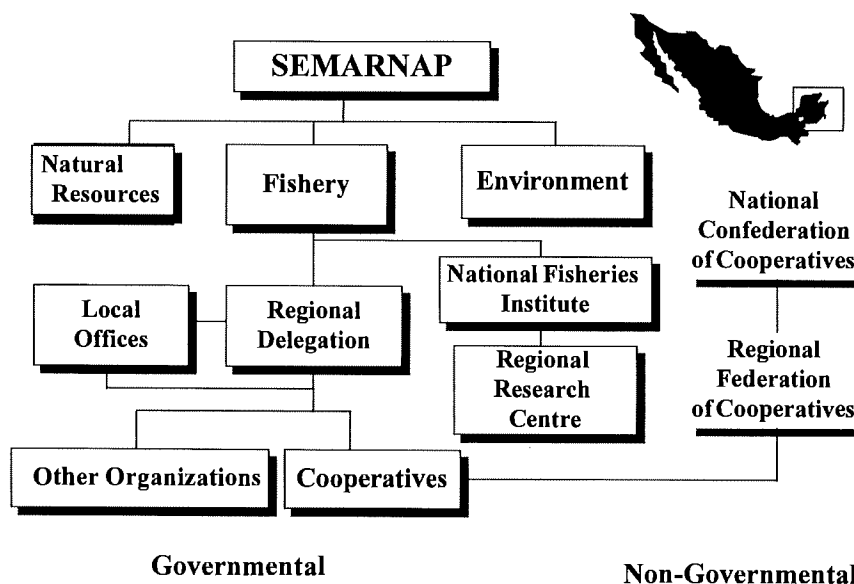 SEMARNAP
Natural
Resources
Fishery
Environment
National
Confederation
of Cooperatives
Local
Offices
Regional
Delegation
National Fisheries
Institute
Regional
Research
Centre
Regional
Federation
of Cooperatives
Other Organizations
Cooperatives
Governmental
Non-Governmental